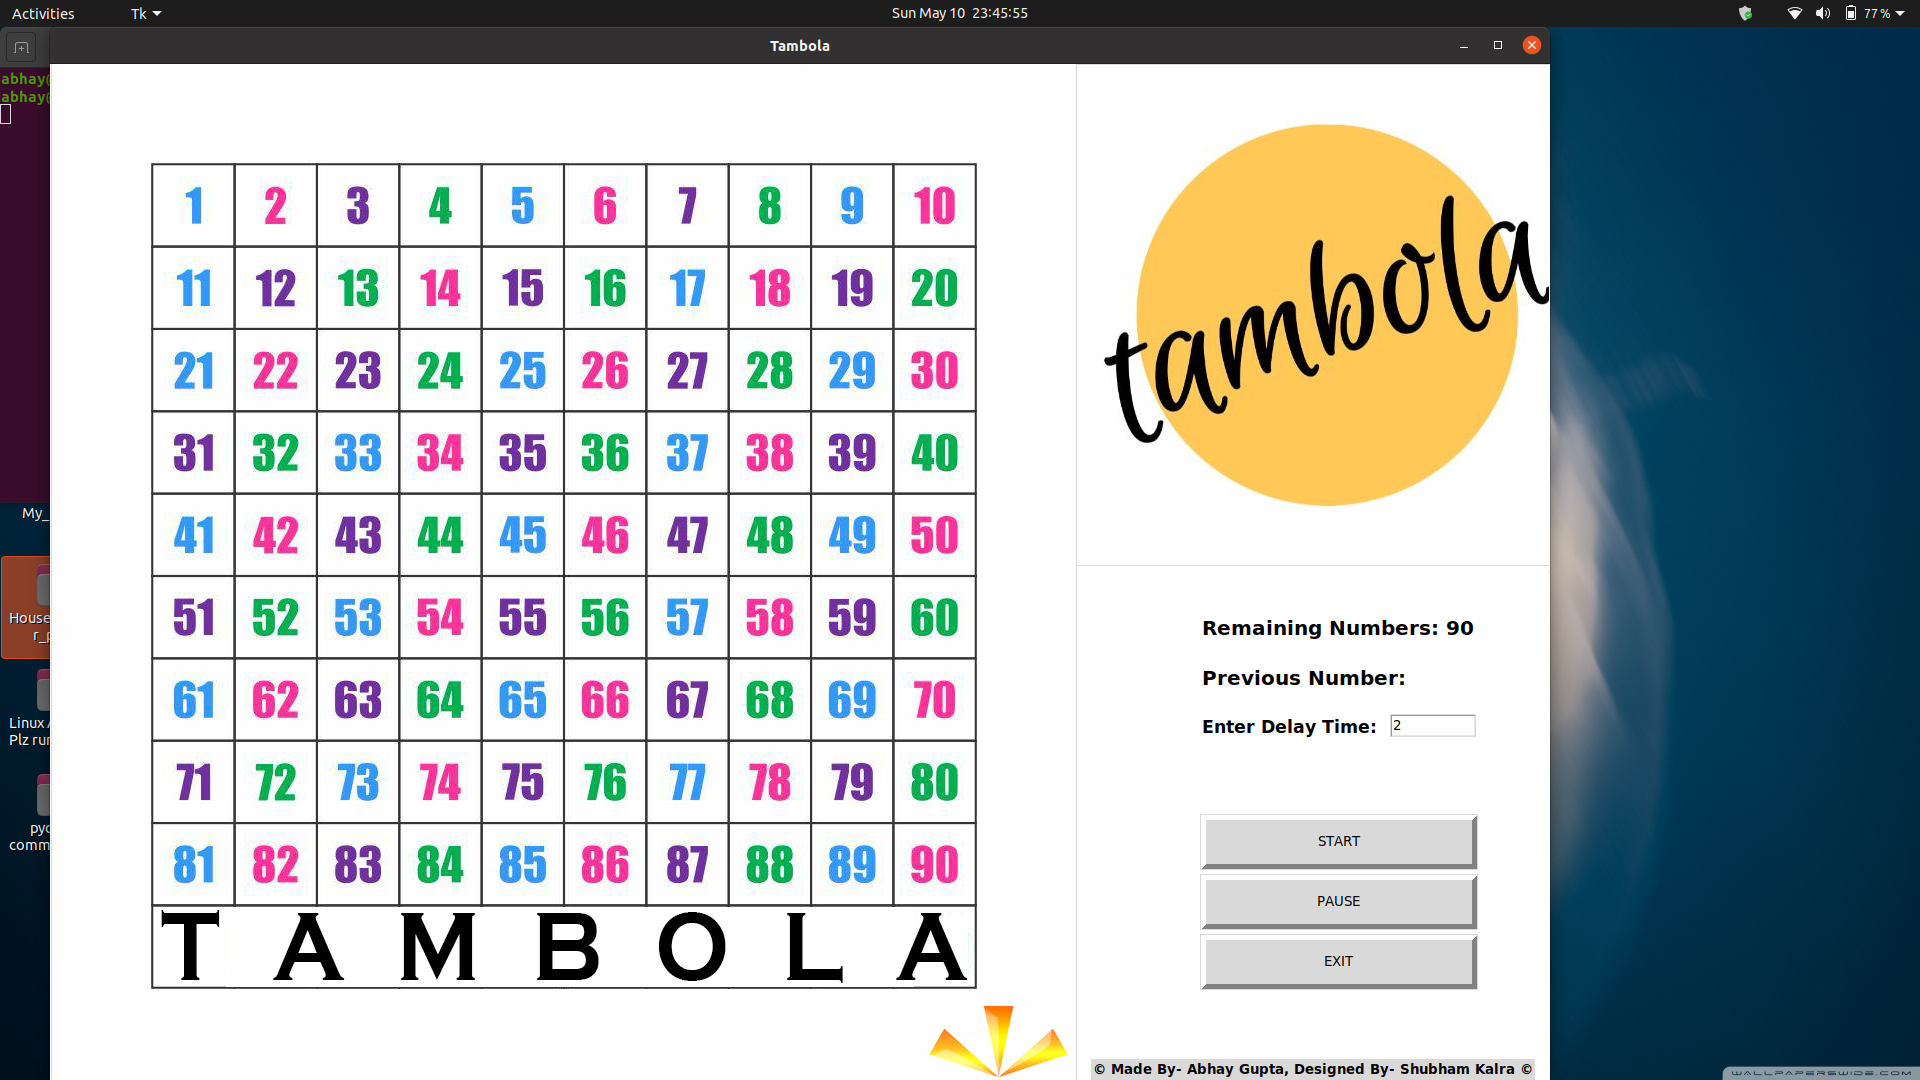 Activities Tk Sun May 10 23:45:55 77 %
Tambola
abhay@
abhay@
My_
House
r_p
Linux
Plz run
pyc
comm
1 2 3 4 5 6 7 8 9 10
11 12 13 14 15 16 17 18 19 20
21 22 23 24 25 26 27 28 29 30
31 32 33 34 35 36 37 38 39 40
41 42 43 44 45 46 47 48 49 50
51 52 53 54 55 56 57 58 59 60
61 62 63 64 65 66 67 68 69 70
71 72 73 74 75 76 77 78 79 80
81 82 83 84 85 86 87 88 89 90
T A M B O L A
tambola
Remaining Numbers: 90
Previous Number:
Enter Delay Time: 2
START
PAUSE
EXIT
© Made By- Abhay Gupta, Designed By- Shubham Kalra ©
WALLPAPERSWIDE.COM